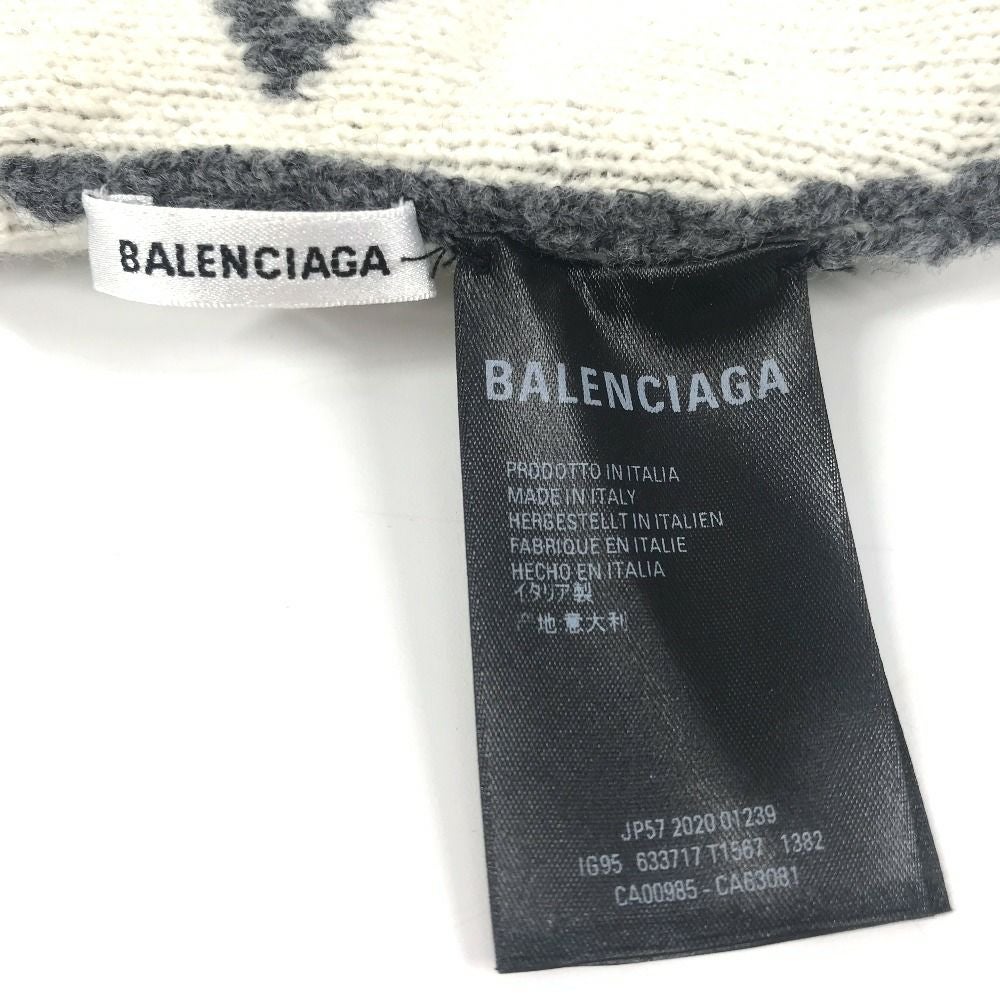 BALENCIAGA
BALENCIAGA
PRODOTTO IN ITALIA
MADE IN ITALY
HERGESTELLT IN ITALIEN
FABRIQUE EN ITALIE
HECHO EN ITALIA
イタリア製
地 意大利
JP57 2020 01239
IG95 633717 T1567 1382
CA00985 - CA63081